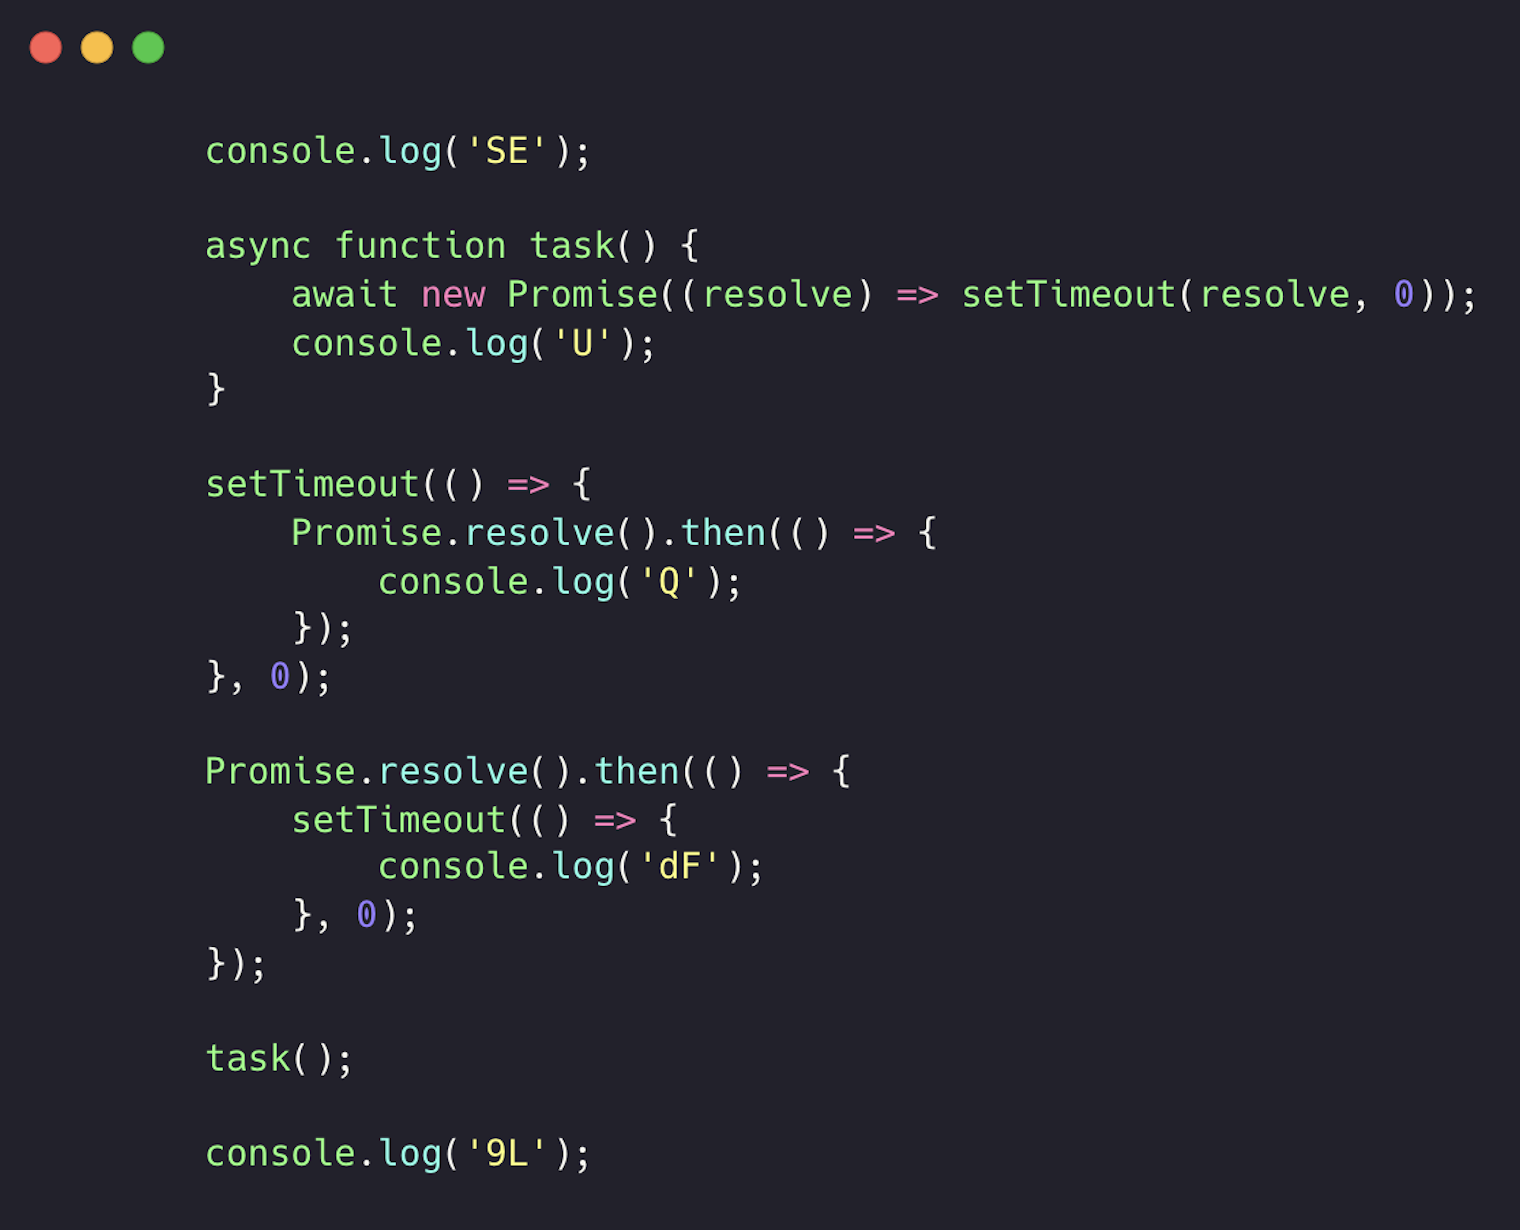 console.log('SE');

async function task() {
    await new Promise((resolve) => setTimeout(resolve, 0));
    console.log('U');
}

setTimeout(() => {
    Promise.resolve().then(() => {
        console.log('Q');
    });
}, 0);

Promise.resolve().then(() => {
    setTimeout(() => {
        console.log('dF');
    }, 0);
});

task();

console.log('9L');